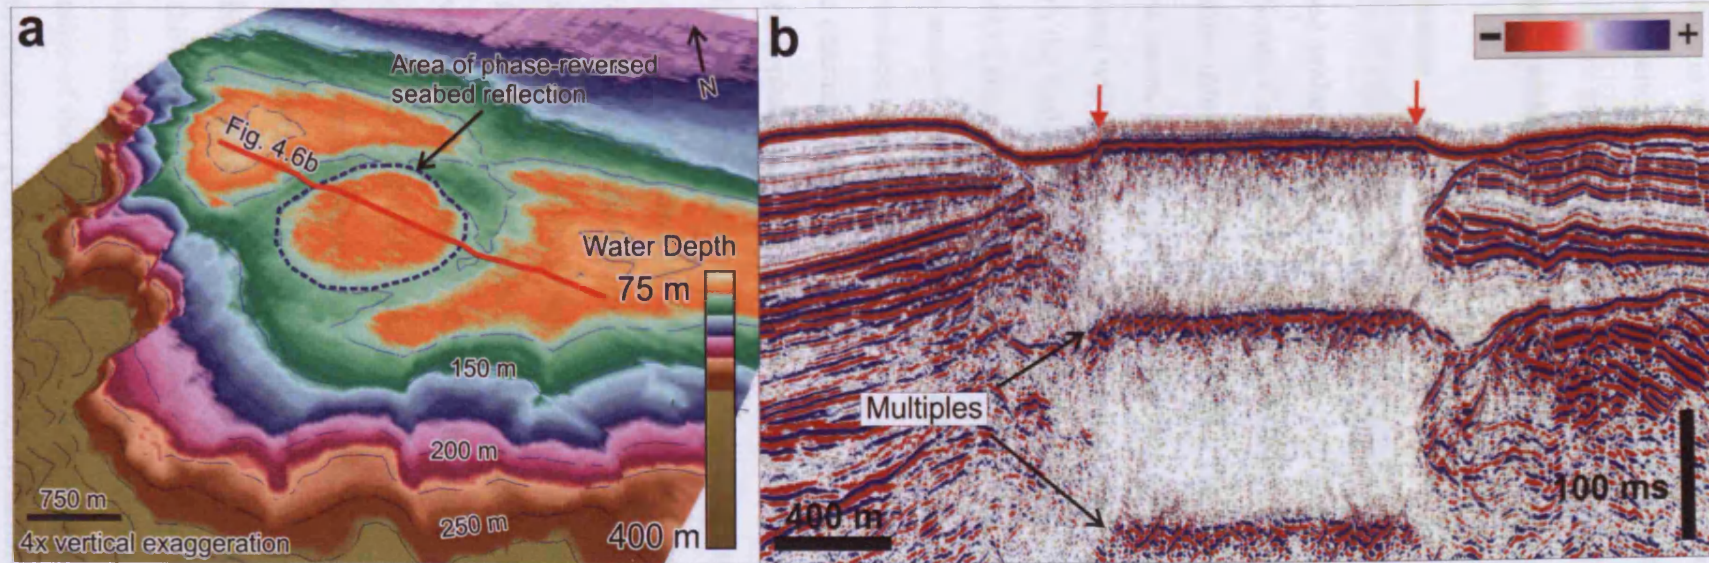 a
Area of phase-reversed
seabed reflection
N
Fig. 4.6b
Water Depth
75 m
150 m
200 m
750 m
250 m
400 m
4x vertical exaggeration
b
- +
Multiples
100 ms
400 m